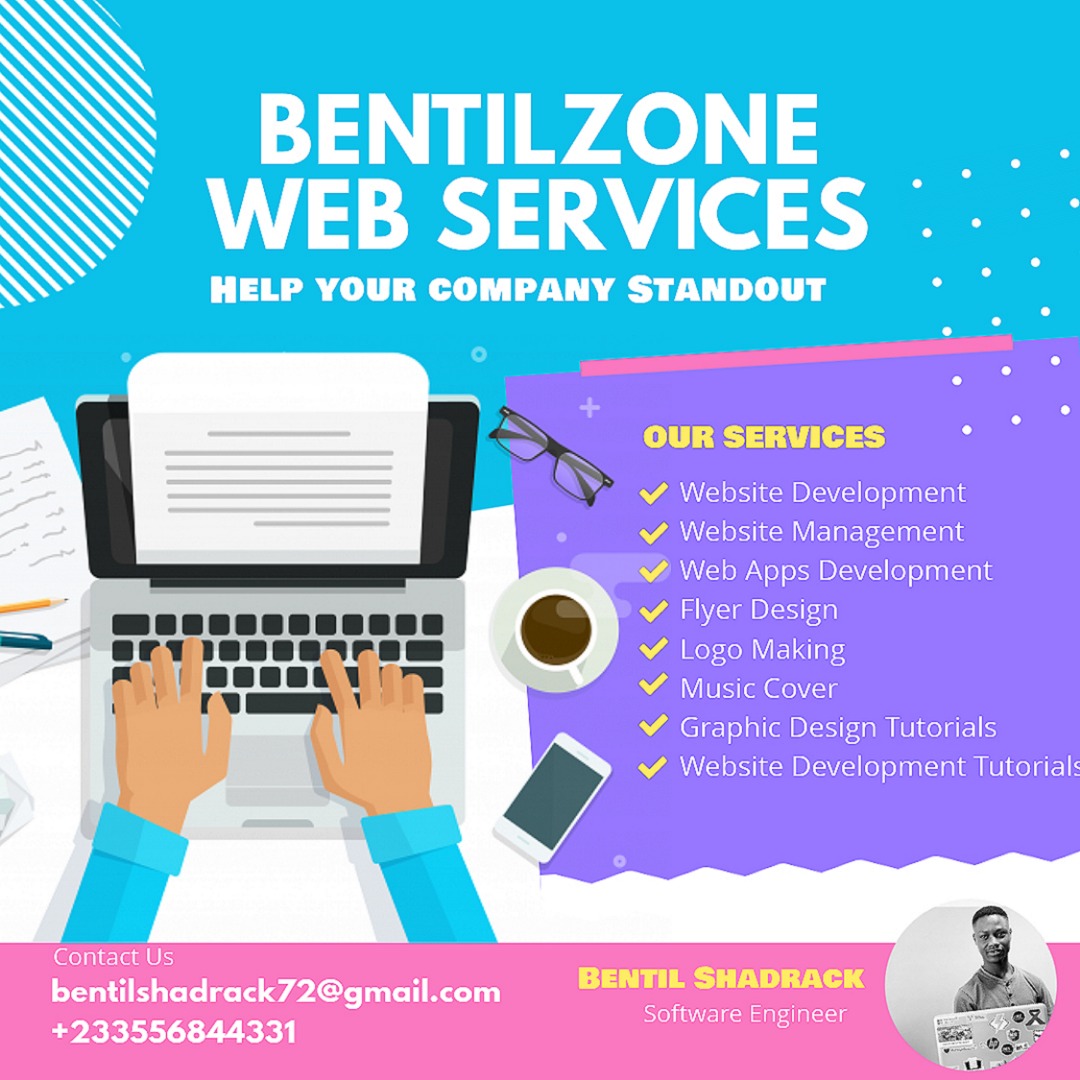 BENTILZONE
WEB SERVICES
HELP YOUR COMPANY STANDOUT
OUR SERVICES
Website Development
Website Management
Web Apps Development
Flyer Design
Logo Making
Music Cover
Graphic Design Tutorials
Website Development Tutorials
Contact Us
bentilshadrack72@gmail.com
+233556844331
BENTIL SHADRACK
Software Engineer